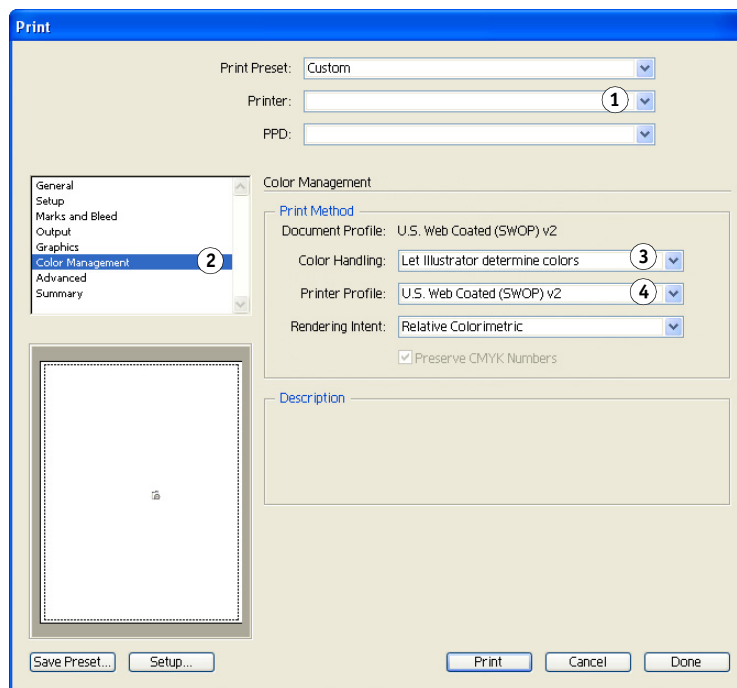 Print
Print Preset: Custom
Printer: 1
PPD:
General
Setup
Marks and Bleed
Output
Graphics
Color Management 2
Advanced
Summary
Color Management
Print Method
Document Profile: U.S. Web Coated (SWOP) v2
Color Handling: Let Illustrator determine colors 3
Printer Profile: U.S. Web Coated (SWOP) v2 4
Rendering Intent: Relative Colorimetric
Preserve CMYK Numbers
Description
Save Preset... Setup... Print Cancel Done